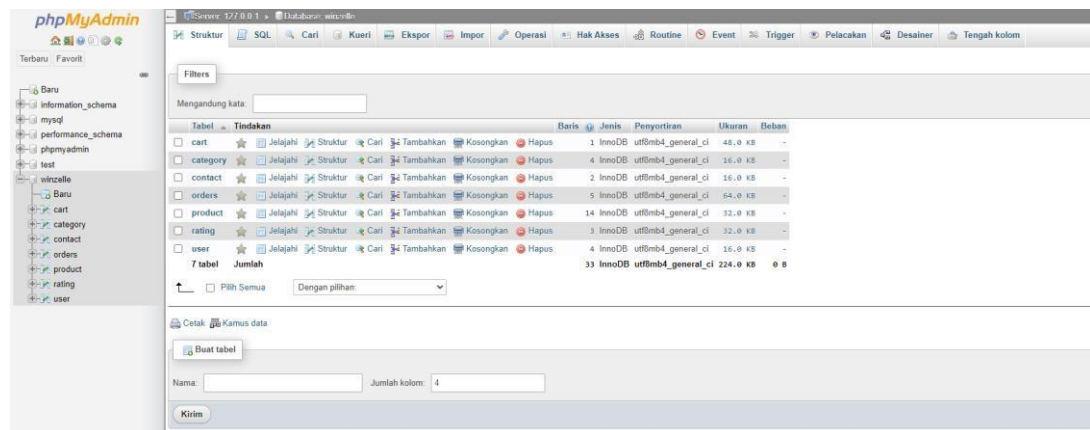 phpMyAdmin
Terbaru Favorit
Baru
information_schema
mysql
performance_schema
phpmyadmin
test
winzelle
Baru
cart
category
contact
orders
product
rating
user
Server: 127.0.0.1 » Database: winzelle
Struktur SQL Cari Kueri Ekspor Impor Operasi Hak Akses Routine Event Trigger Pelacakan Desainer Tengah kolom
Filters
Mengandung kata:
Tabel Tindakan Baris Jenis Penyortiran Ukuran Beban
cart Jelajahi Struktur Cari Tambahkan Kosongkan Hapus 1 InnoDB utf8mb4_general_ci 48.0 KB -
category Jelajahi Struktur Cari Tambahkan Kosongkan Hapus 4 InnoDB utf8mb4_general_ci 16.0 KB -
contact Jelajahi Struktur Cari Tambahkan Kosongkan Hapus 2 InnoDB utf8mb4_general_ci 16.0 KB -
orders Jelajahi Struktur Cari Tambahkan Kosongkan Hapus 5 InnoDB utf8mb4_general_ci 64.0 KB -
product Jelajahi Struktur Cari Tambahkan Kosongkan Hapus 14 InnoDB utf8mb4_general_ci 32.0 KB -
rating Jelajahi Struktur Cari Tambahkan Kosongkan Hapus 3 InnoDB utf8mb4_general_ci 32.0 KB -
user Jelajahi Struktur Cari Tambahkan Kosongkan Hapus 4 InnoDB utf8mb4_general_ci 16.0 KB -
7 tabel Jumlah 33 InnoDB utf8mb4_general_ci 224.0 KB 0 B
Pilih Semua Dengan pilihan:
Cetak Kamus data
Buat tabel
Nama: Jumlah kolom: 4
Kirim